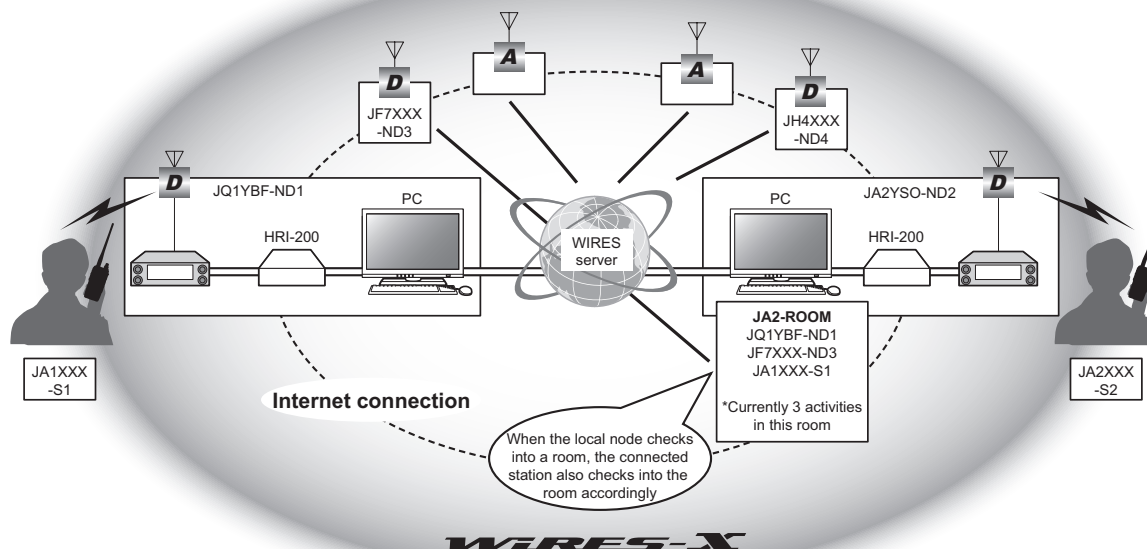 A
A
D
D
JF7XXX
-ND3
JH4XXX
-ND4
D
JQ1YBF-ND1
PC
HRI-200
WIRES
server
JA2YSO-ND2
D
PC
HRI-200
JA1XXX
-S1
JA2XXX
-S2
JA2-ROOM
JQ1YBF-ND1
JF7XXX-ND3
JA1XXX-S1
*Currently 3 activities
in this room
Internet connection
When the local node checks
into a room, the connected
station also checks into the
room accordingly
WiRES-X